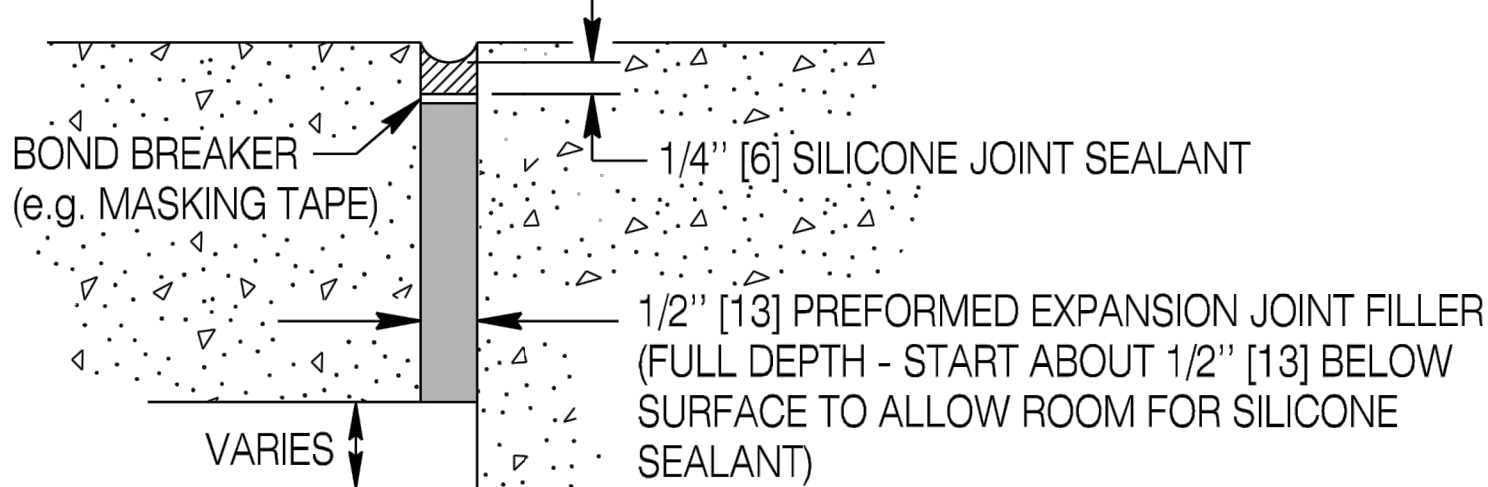 BOND BREAKER
(e.g. MASKING TAPE)
1/4'' [6] SILICONE JOINT SEALANT
1/2'' [13] PREFORMED EXPANSION JOINT FILLER
(FULL DEPTH - START ABOUT 1/2'' [13] BELOW
SURFACE TO ALLOW ROOM FOR SILICONE
SEALANT)
VARIES